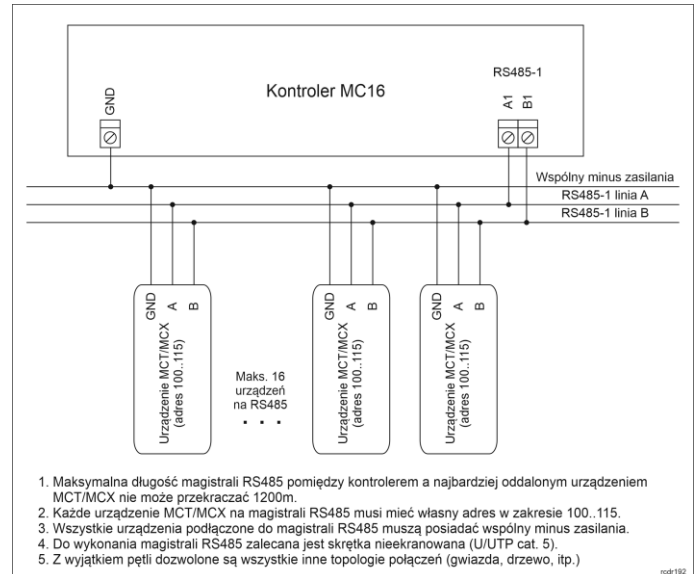 Kontroler MC16
RS485-1
GND
A1
B1
Wspólny minus zasilania
RS485-1 linia A
RS485-1 linia B
GND
A
B
Urządzenie MCT/MCX
(adres 100..115)
Maks. 16
urządzeń
na RS485
. . .
GND
A
B
Urządzenie MCT/MCX
(adres 100..115)
GND
A
B
Urządzenie MCT/MCX
(adres 100..115)
1. Maksymalna długość magistrali RS485 pomiędzy kontrolerem a najbardziej oddalonym urządzeniem
MCT/MCX nie może przekraczać 1200m.
2. Każde urządzenie MCT/MCX na magistrali RS485 musi mieć własny adres w zakresie 100..115.
3. Wszystkie urządzenia podłączone do magistrali RS485 muszą posiadać wspólny minus zasilania.
4. Do wykonania magistrali RS485 zalecana jest skrętka nieekranowana (U/UTP cat. 5).
5. Z wyjątkiem pętli dozwolone są wszystkie inne topologie połączeń (gwiazda, drzewo, itp.)
rcdr192